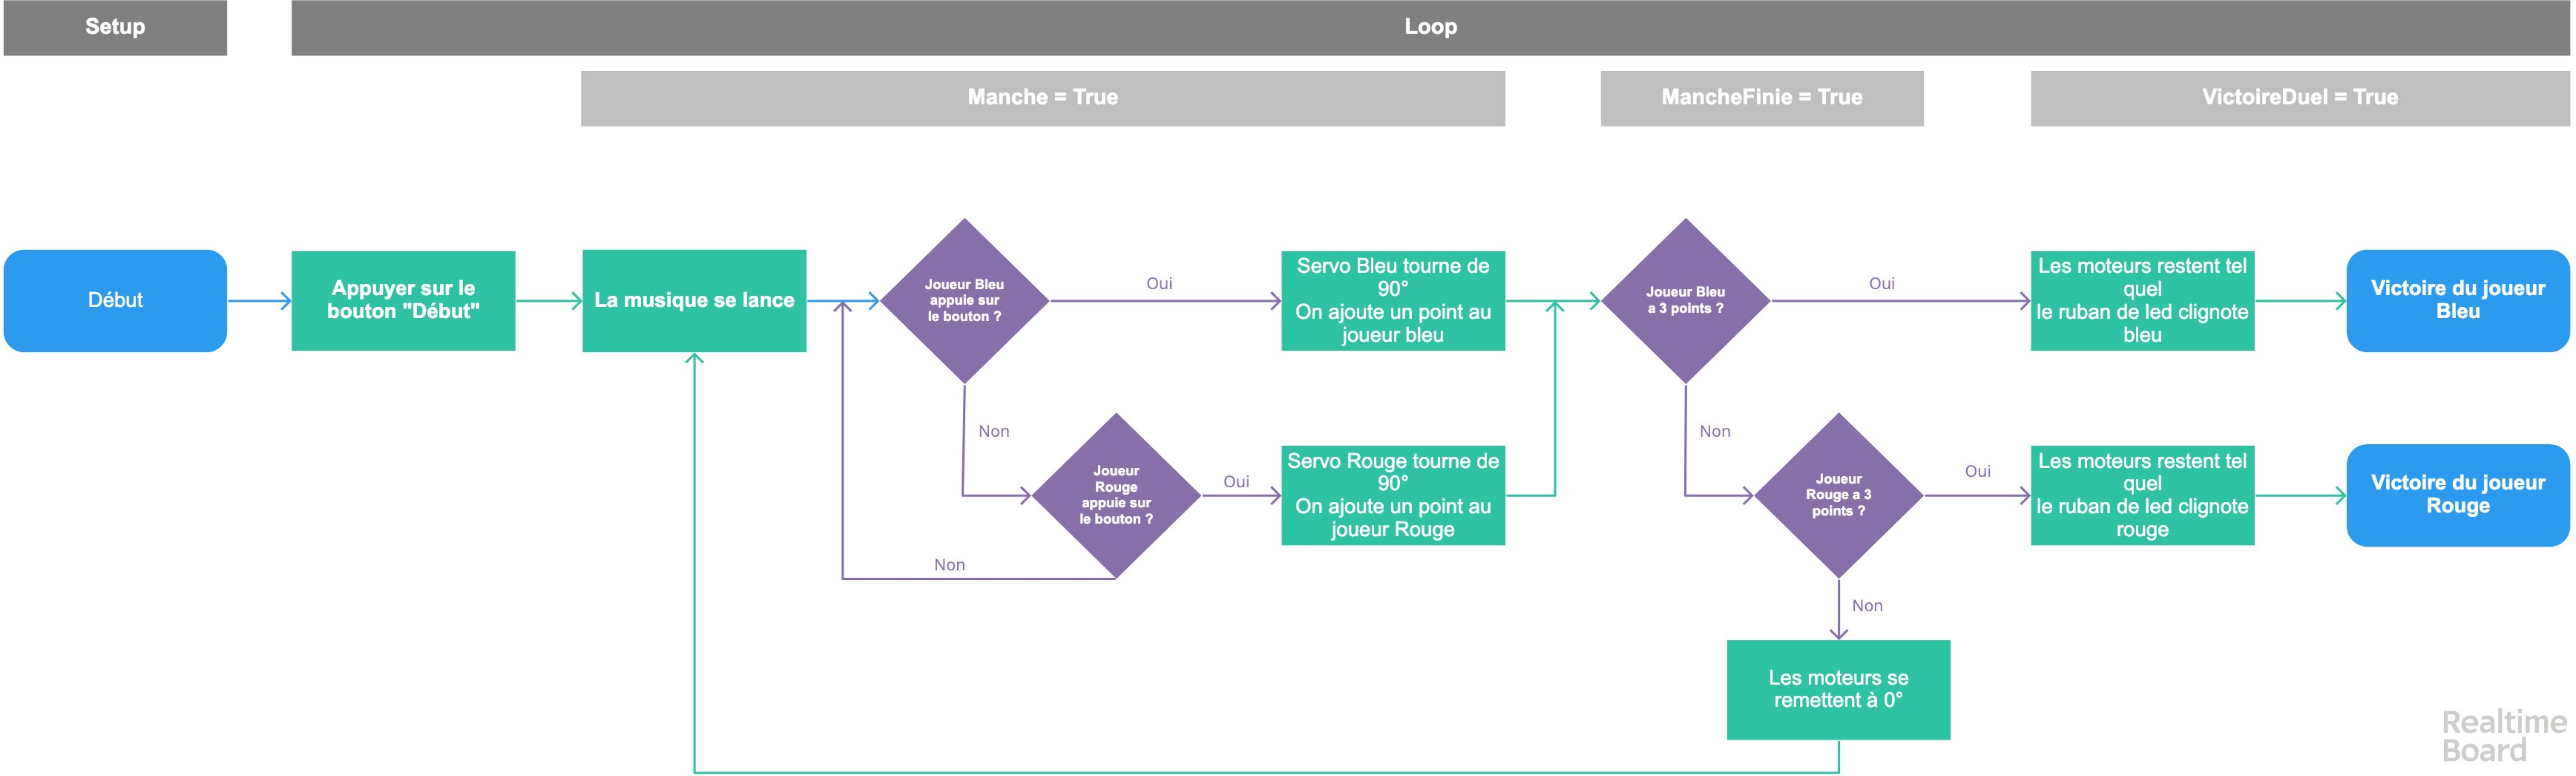 Setup
Loop
Manche = True
MancheFinie = True
VictoireDuel = True
Début
Appuyer sur le
bouton "Début"
La musique se lance
Joueur Bleu
appuie sur
le bouton ?
Oui
Servo Bleu tourne de
90°
On ajoute un point au
joueur bleu
Joueur Bleu
a 3 points ?
Oui
Les moteurs restent tel
quel
le ruban de led clignote
bleu
Victoire du joueur
Bleu
Non
Joueur
Rouge
appuie sur
le bouton ?
Oui
Servo Rouge tourne de
90°
On ajoute un point au
joueur Rouge
Non
Non
Joueur
Rouge a 3
points ?
Oui
Les moteurs restent tel
quel
le ruban de led clignote
rouge
Victoire du joueur
Rouge
Non
Les moteurs se
remettent à 0°
Realtime
Board